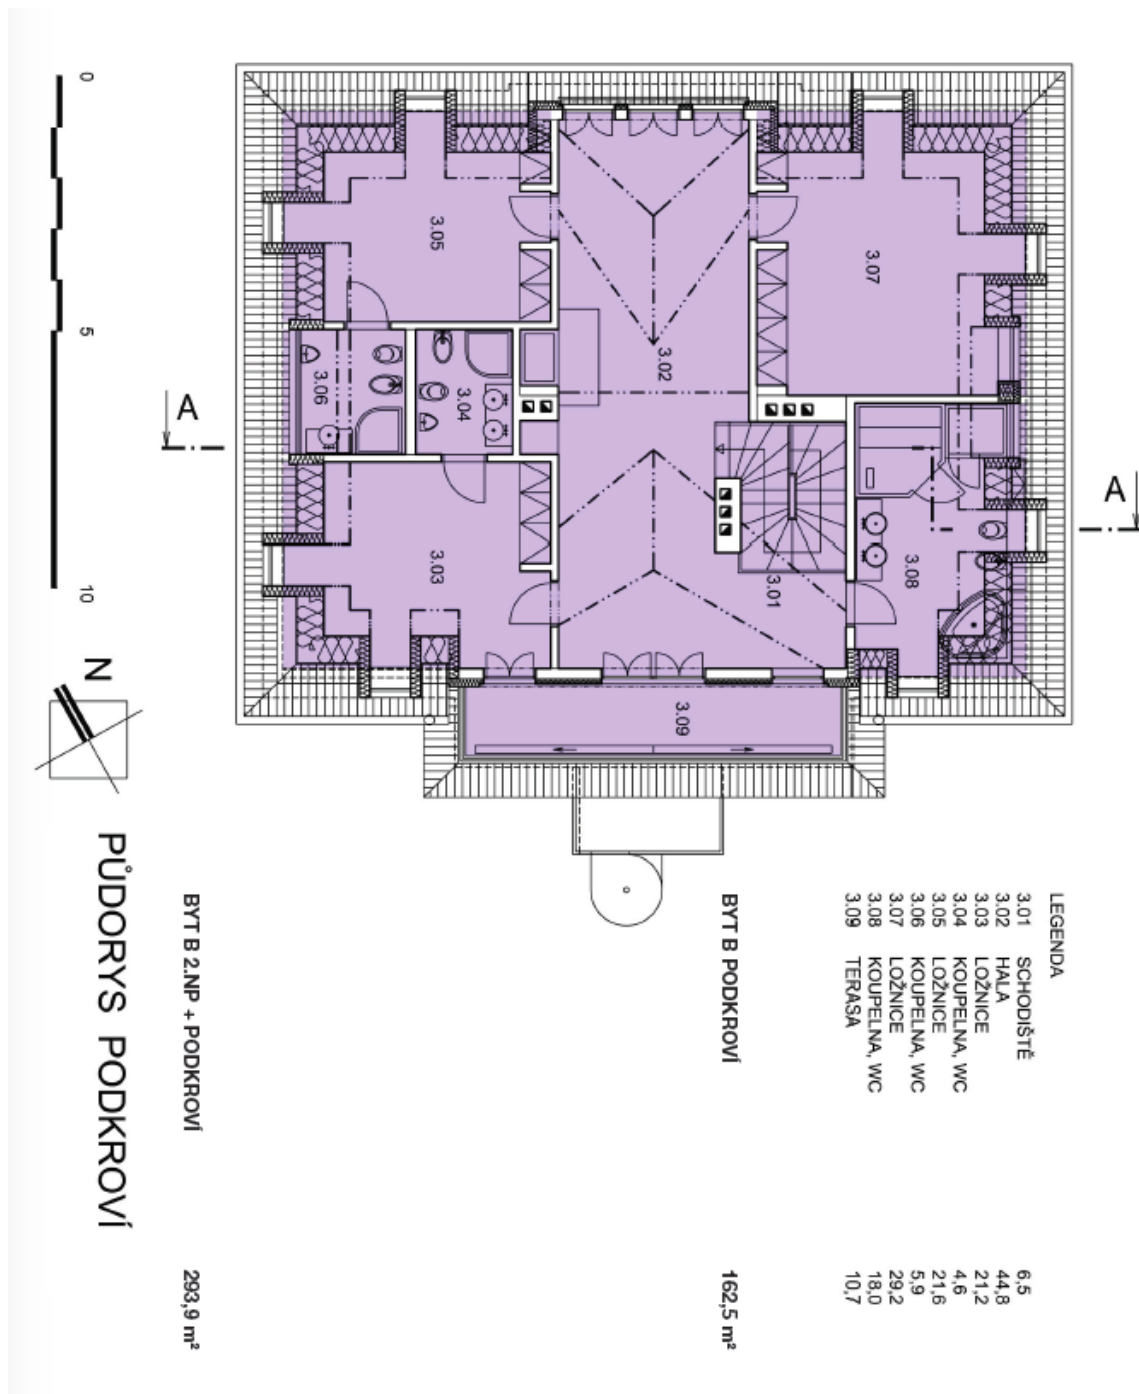 LEGENDA
3.01 SCHODIŠTĚ 6,5
3.02 HALA 44,8
3.03 LOŽNICE 21,2
3.04 KOUPELNA, WC 4,6
3.05 LOŽNICE 21,6
3.06 KOUPELNA, WC 5,9
3.07 LOŽNICE 29,2
3.08 KOUPELNA, WC 18,0
3.09 TERASA 10,7
BYT B PODKROVÍ 162,5 m²
BYT B 2.NP + PODKROVÍ 293,9 m²
PŮDORYS PODKROVÍ
N
0
5
10
A
A
3.05
3.07
3.02
3.06
3.04
3.03
3.01
3.08
3.09